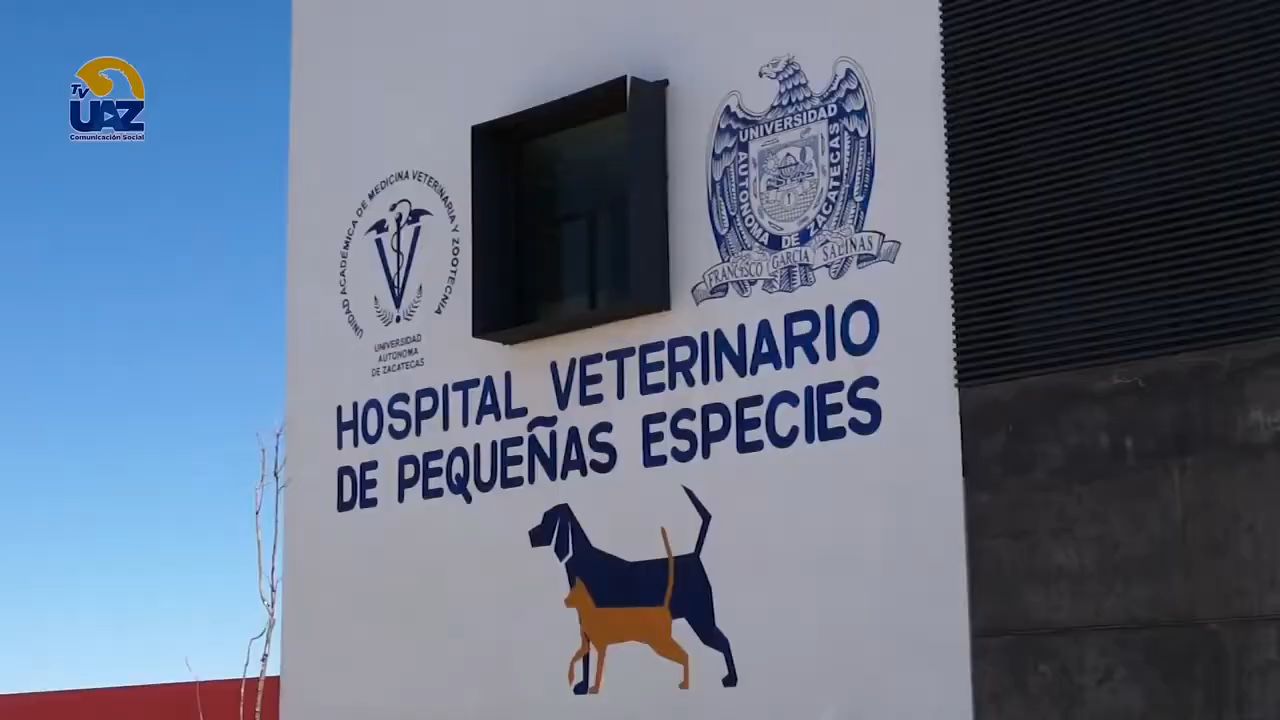 TV
UAZ
Comunicación Social
UNIDAD ACADÉMICA DE MEDICINA VETERINARIA Y ZOOTECNIA
UNIVERSIDAD
AUTONOMA
DE ZACATECAS
UNIVERSIDAD
AUTONOMA
DE ZACATECAS
FRANCISCO GARCIA SALINAS
HOSPITAL VETERINARIO
DE PEQUEÑAS ESPECIES